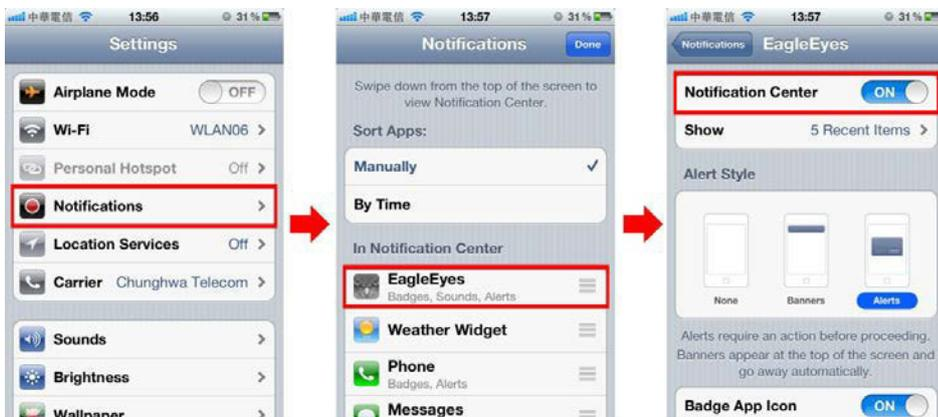 中華電信 13:56 31%
Settings
Airplane Mode OFF
Wi-Fi WLAN06
Personal Hotspot Off
Notifications
Location Services Off
Carrier Chunghwa Telecom
Sounds
Brightness
Wallpaper
中華電信 13:57 31%
Notifications Done
Swipe down from the top of the screen to
view Notification Center.
Sort Apps:
Manually
By Time
In Notification Center
EagleEyes
Badges, Sounds, Alerts
Weather Widget
Phone
Badges, Alerts
Messages
中華電信 13:57 31%
Notifications EagleEyes
Notification Center ON
Show 5 Recent Items
Alert Style
None Banners Alerts
Alerts require an action before proceeding.
Banners appear at the top of the screen and
go away automatically.
Badge App Icon ON